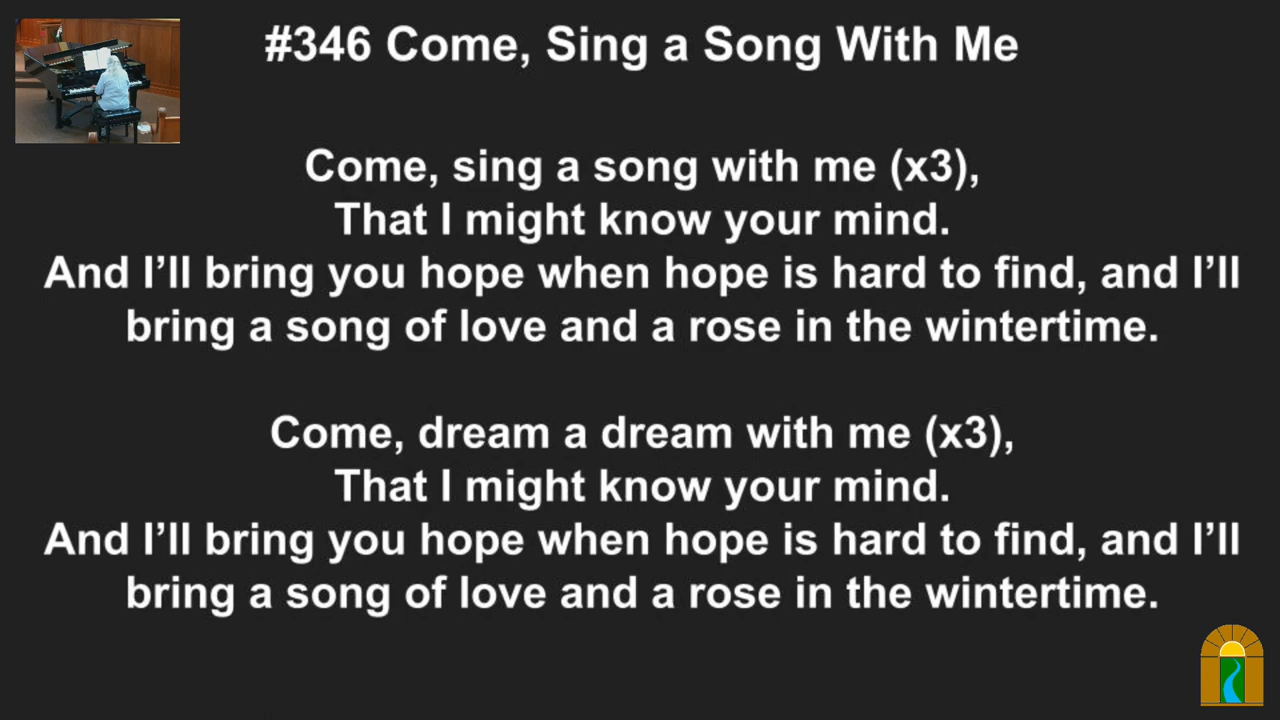 #346 Come, Sing a Song With Me
Come, sing a song with me (x3),
That I might know your mind.
And I’ll bring you hope when hope is hard to find, and I’ll
bring a song of love and a rose in the wintertime.
Come, dream a dream with me (x3),
That I might know your mind.
And I’ll bring you hope when hope is hard to find, and I’ll
bring a song of love and a rose in the wintertime.